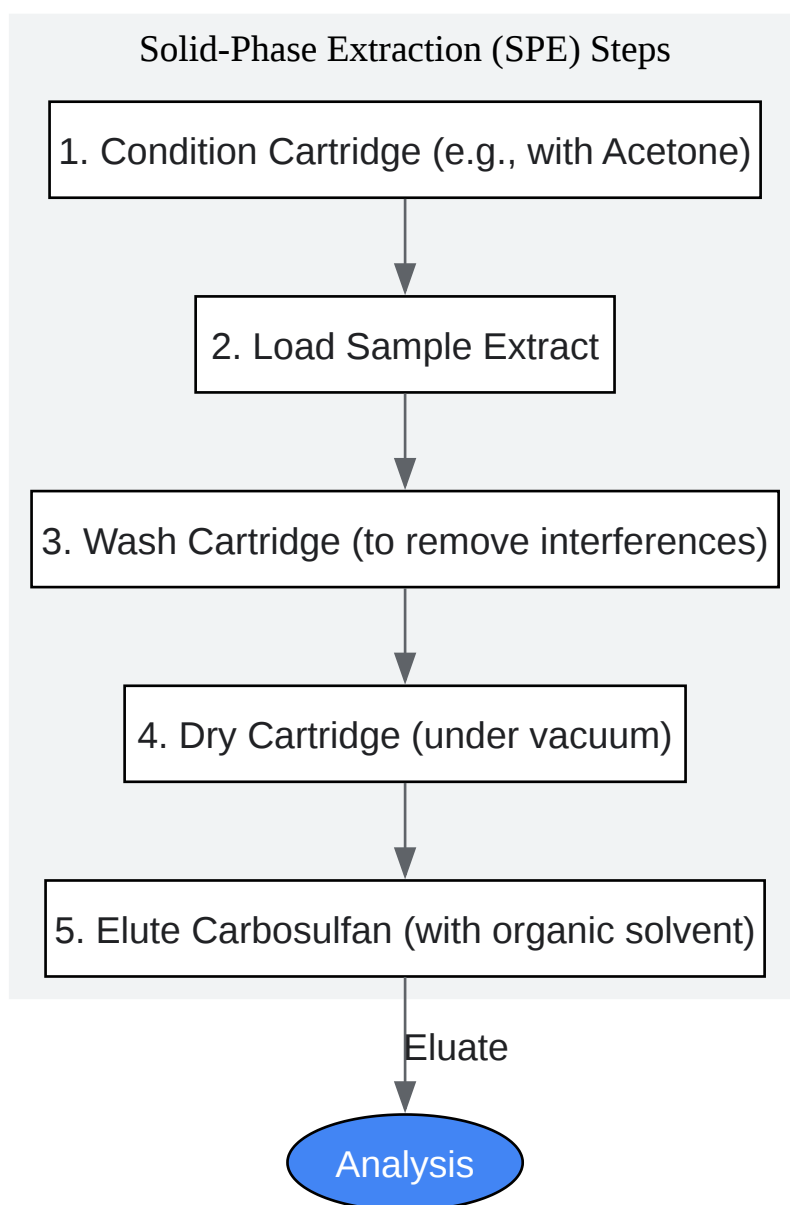 Solid-Phase Extraction (SPE) Steps
1. Condition Cartridge (e.g., with Acetone)
2. Load Sample Extract
3. Wash Cartridge (to remove interferences)
4. Dry Cartridge (under vacuum)
5. Elute Carbosulfan (with organic solvent)
Eluate
Analysis